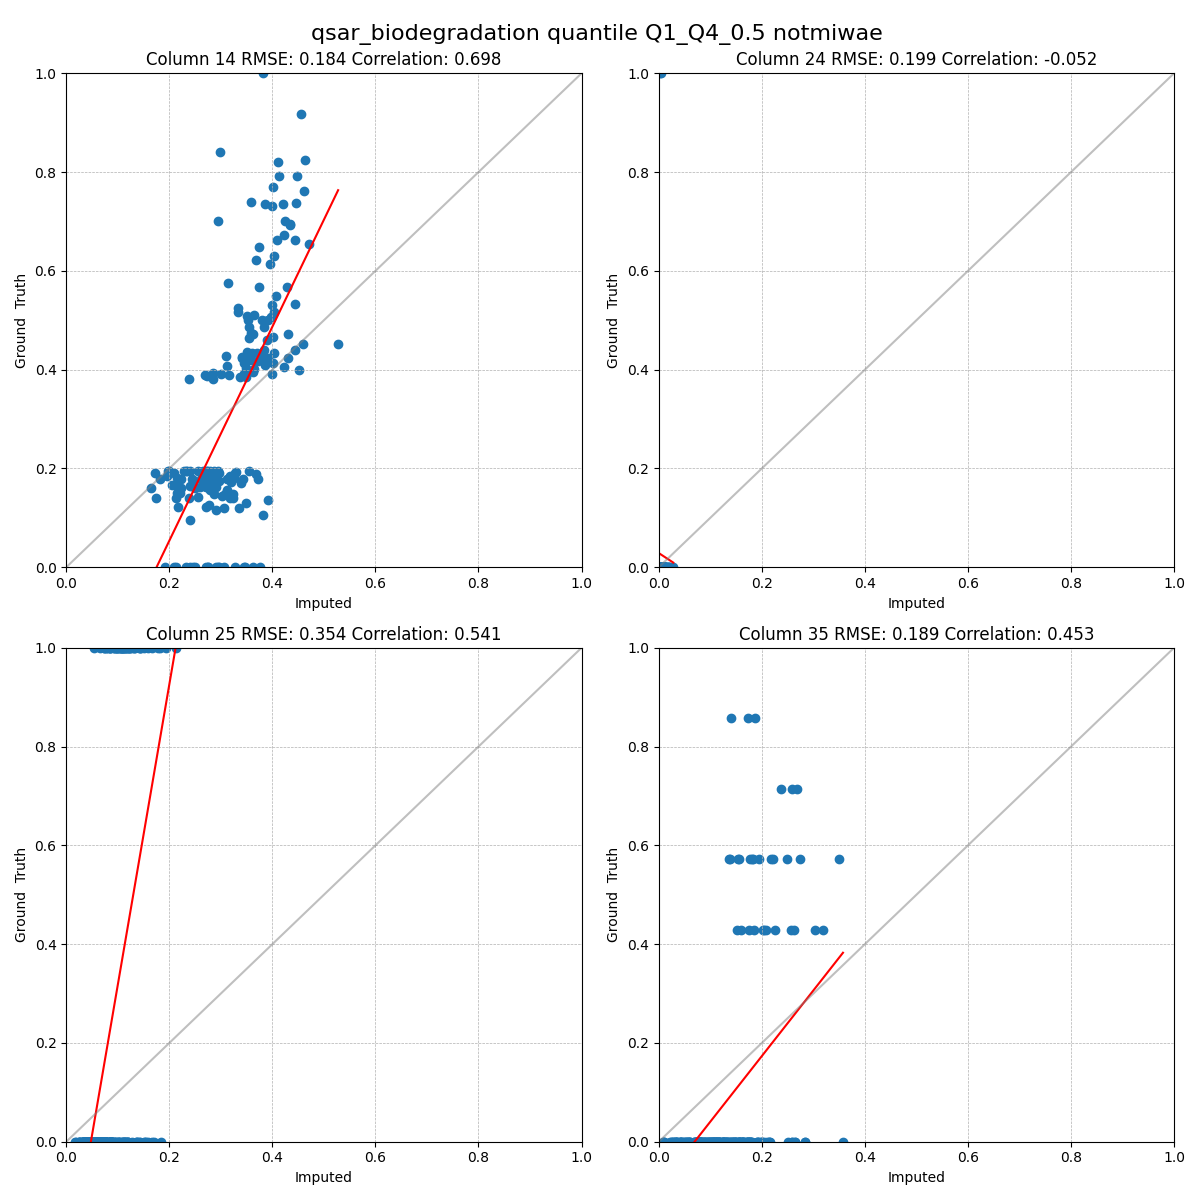 qsar_biodegradation quantile Q1_Q4_0.5 notmiwae
Column 14 RMSE: 0.184 Correlation: 0.698
Column 24 RMSE: 0.199 Correlation: -0.052
1.0
0.8
0.6
0.4
0.2
0.0
Ground Truth
0.0 0.2 0.4 0.6 0.8 1.0
Imputed
1.0
0.8
0.6
0.4
0.2
0.0
Ground Truth
0.0 0.2 0.4 0.6 0.8 1.0
Imputed
Column 25 RMSE: 0.354 Correlation: 0.541
Column 35 RMSE: 0.189 Correlation: 0.453
1.0
0.8
0.6
0.4
0.2
0.0
Ground Truth
0.0 0.2 0.4 0.6 0.8 1.0
Imputed
1.0
0.8
0.6
0.4
0.2
0.0
Ground Truth
0.0 0.2 0.4 0.6 0.8 1.0
Imputed